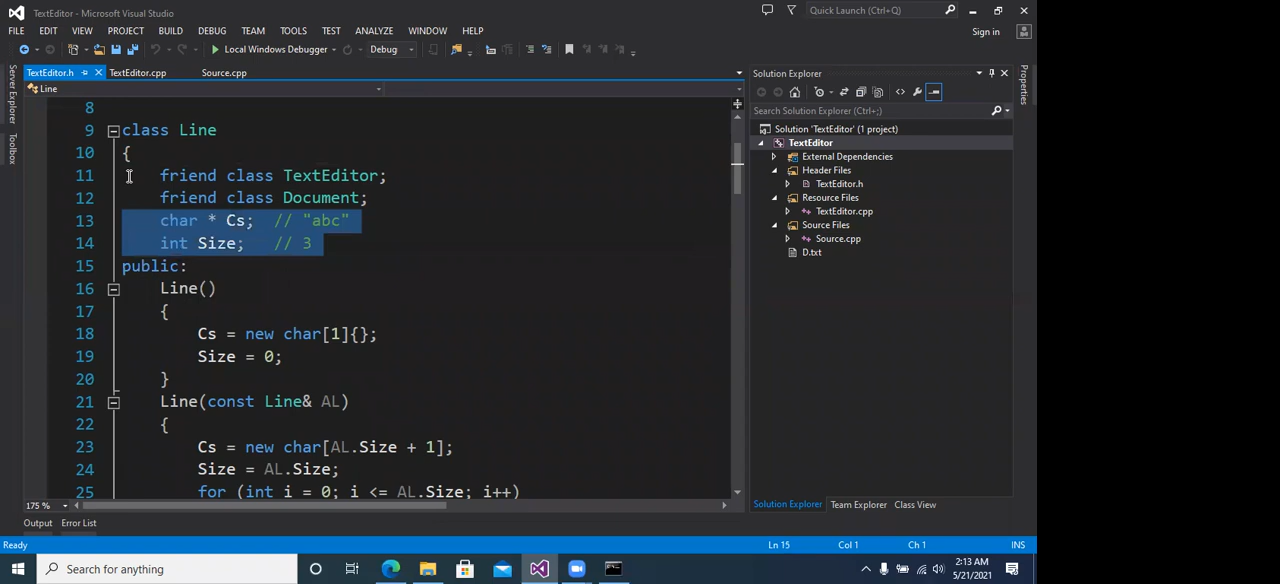 TextEditor - Microsoft Visual Studio
Quick Launch (Ctrl+Q)
FILE EDIT VIEW PROJECT BUILD DEBUG TEAM TOOLS TEST ANALYZE WINDOW HELP
Sign in
Local Windows Debugger Debug
Server Explorer
Toolbox
TextEditor.h TextEditor.cpp Source.cpp
Line
8
9 class Line
10 {
11 friend class TextEditor;
12 friend class Document;
13 char * Cs; // "abc"
14 int Size; // 3
15 public:
16 Line()
17 {
18 Cs = new char[1]{};
19 Size = 0;
20 }
21 Line(const Line& AL)
22 {
23 Cs = new char[AL.Size + 1];
24 Size = AL.Size;
25 for (int i = 0; i <= AL.Size; i++)
175 %
Solution Explorer
Search Solution Explorer (Ctrl+;)
Solution 'TextEditor' (1 project)
TextEditor
External Dependencies
Header Files
TextEditor.h
Resource Files
TextEditor.cpp
Source Files
Source.cpp
D.txt
Solution Explorer Team Explorer Class View
Properties
Output Error List
Ready Ln 15 Col 1 Ch 1 INS
Search for anything
2:13 AM
5/21/2021